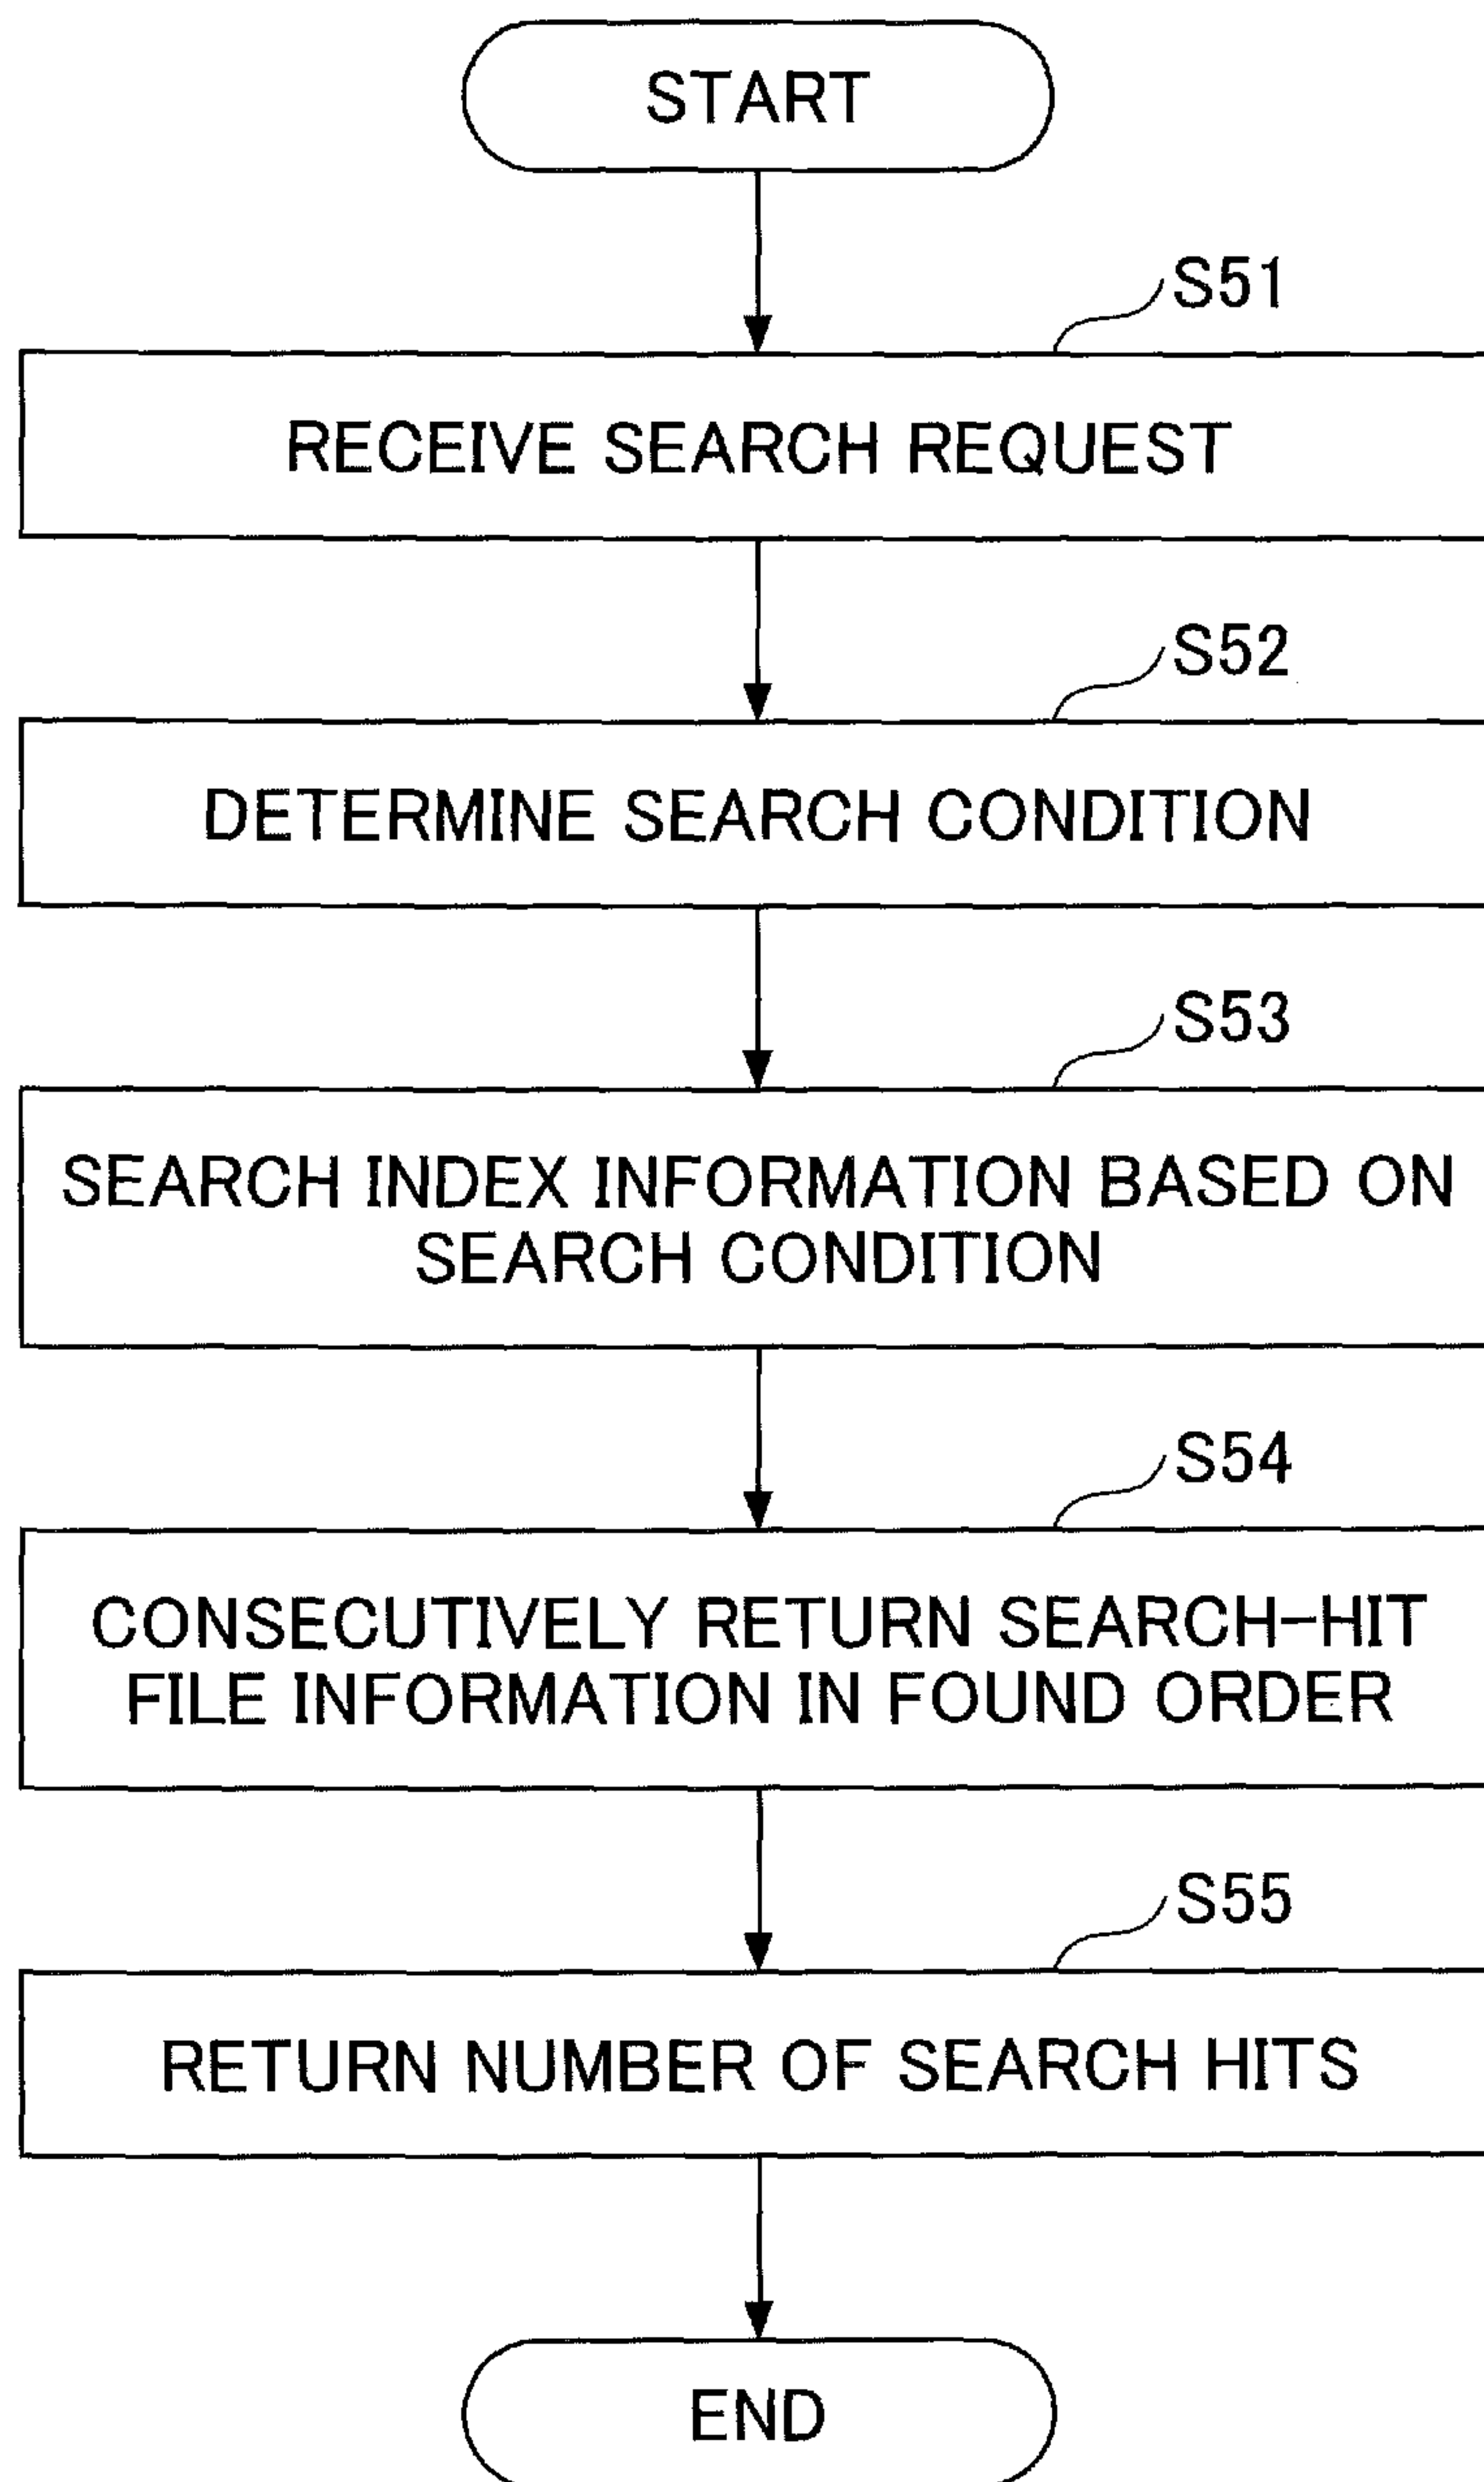 START
S51
RECEIVE SEARCH REQUEST
S52
DETERMINE SEARCH CONDITION
S53
SEARCH INDEX INFORMATION BASED ON
SEARCH CONDITION
S54
CONSECUTIVELY RETURN SEARCH-HIT
FILE INFORMATION IN FOUND ORDER
S55
RETURN NUMBER OF SEARCH HITS
END